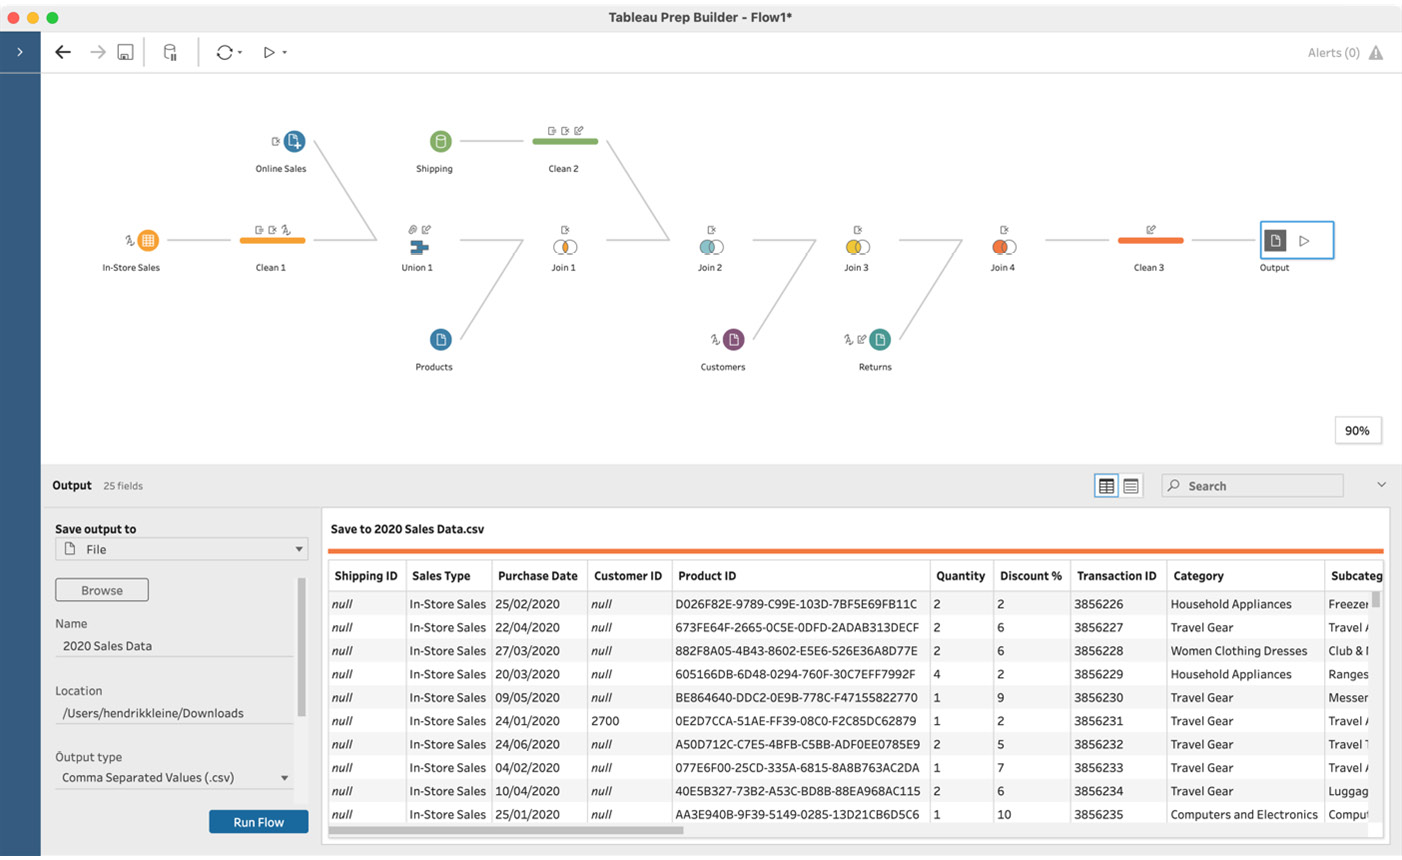 Tableau Prep Builder - Flow1*
Alerts (0)
Online Sales
Shipping
Clean 2
In-Store Sales
Clean 1
Union 1
Join 1
Join 2
Join 3
Join 4
Clean 3
Output
Products
Customers
Returns
90%
Output 25 fields
Search
Save output to
File
Browse
Name
2020 Sales Data
Location
/Users/hendrikkleine/Downloads
Output type
Comma Separated Values (.csv)
Run Flow
Save to 2020 Sales Data.csv
Shipping ID Sales Type Purchase Date Customer ID Product ID Quantity Discount % Transaction ID Category Subcateg
null In-Store Sales 25/02/2020 null D026F82E-9789-C99E-103D-7BF5E69FB11C 2 2 3856226 Household Appliances Freezer
null In-Store Sales 22/04/2020 null 673FE64F-2665-0C5E-0DFD-2ADAB313DECF 2 6 3856227 Travel Gear Travel A
null In-Store Sales 27/03/2020 null 882F8A05-4B43-8602-E5E6-526E36A8D77E 2 6 3856228 Women Clothing Dresses Club &
null In-Store Sales 20/03/2020 null 605166DB-6D48-0294-760F-30C7EFF7992F 4 2 3856229 Household Appliances Ranges
null In-Store Sales 09/05/2020 null BE864640-DDC2-0E9B-778C-F47155822770 1 9 3856230 Travel Gear Messen
null In-Store Sales 24/01/2020 2700 0E2D7CCA-51AE-FF39-08C0-F2C85DC62879 1 2 3856231 Travel Gear Travel A
null In-Store Sales 24/06/2020 null A50D712C-C7E5-4BFB-C5BB-ADF0EE0785E9 2 5 3856232 Travel Gear Travel T
null In-Store Sales 04/02/2020 null 077E6F00-25CD-335A-6815-8A8B763AC2DA 1 7 3856233 Travel Gear Travel A
null In-Store Sales 10/04/2020 null 40E5B327-73B2-A53C-BD8B-88EA968AC115 2 6 3856234 Travel Gear Luggag
null In-Store Sales 25/01/2020 null AA3E940B-9F39-5149-0285-13D21CB6D5C6 1 10 3856235 Computers and Electronics Comput